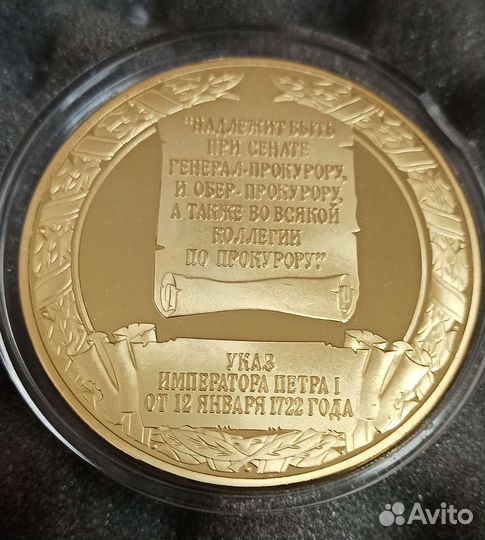 "НАДЛЕЖИТ БЫТЬ
ПРИ СЕНАТЕ
ГЕНЕРАЛ-ПРОКУРОРУ,
И ОБЕР-ПРОКУРОРУ,
А ТАКЖЕ ВО ВСЯКОЙ
КОЛЛЕГИИ
ПО ПРОКУРОРУ."
УКАЗ
ИМПЕРАТОРА ПЕТРА I
ОТ 12 ЯНВАРЯ 1722 ГОДА
Avito